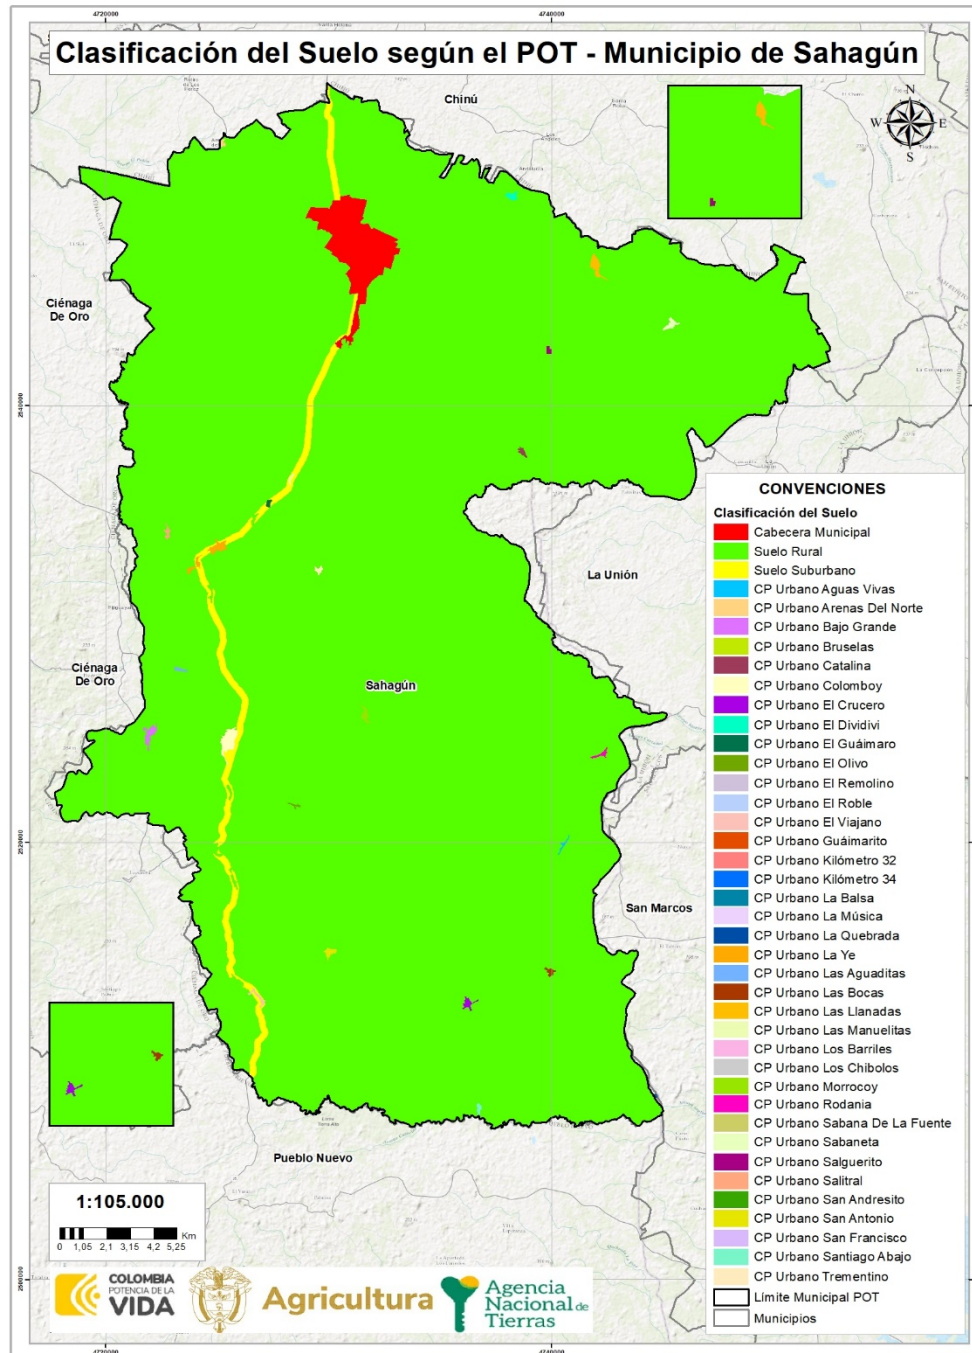 4720000
4740000
Clasificación del Suelo según el POT - Municipio de Sahagún
Chinú
N
W
E
S
Ciénaga
De Oro
2540000
La Unión
Ciénaga
De Oro
Sahagún
2520000
San Marcos
Pueblo Nuevo
CONVENCIONES
Clasificación del Suelo
Cabecera Municipal
Suelo Rural
Suelo Suburbano
CP Urbano Aguas Vivas
CP Urbano Arenas Del Norte
CP Urbano Bajo Grande
CP Urbano Bruselas
CP Urbano Catalina
CP Urbano Colomboy
CP Urbano El Crucero
CP Urbano El Dividivi
CP Urbano El Guáimaro
CP Urbano El Olivo
CP Urbano El Remolino
CP Urbano El Roble
CP Urbano El Viajano
CP Urbano Guáimarito
CP Urbano Kilómetro 32
CP Urbano Kilómetro 34
CP Urbano La Balsa
CP Urbano La Música
CP Urbano La Quebrada
CP Urbano La Ye
CP Urbano Las Aguaditas
CP Urbano Las Bocas
CP Urbano Las Llanadas
CP Urbano Las Manuelitas
CP Urbano Los Barriles
CP Urbano Los Chibolos
CP Urbano Morrocoy
CP Urbano Rodania
CP Urbano Sabana De La Fuente
CP Urbano Sabaneta
CP Urbano Salguerito
CP Urbano Salitral
CP Urbano San Andresito
CP Urbano San Antonio
CP Urbano San Francisco
CP Urbano Santiago Abajo
CP Urbano Trementino
Límite Municipal POT
Municipios
1:105.000
Km
0 1,05 2,1 3,15 4,2 5,25
2500000
COLOMBIA
POTENCIA DE LA
VIDA
Agricultura
Agencia
Nacional de
Tierras
4720000
4740000